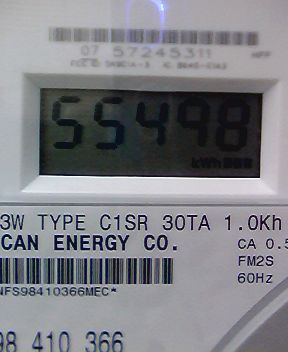 07 57245311
55498
kWh
3W TYPE C1SR 30TA 1.0Kh
CAN ENERGY CO.
CA 0.5
FM2S
60Hz
NFS98410366MEC*
98 410 366